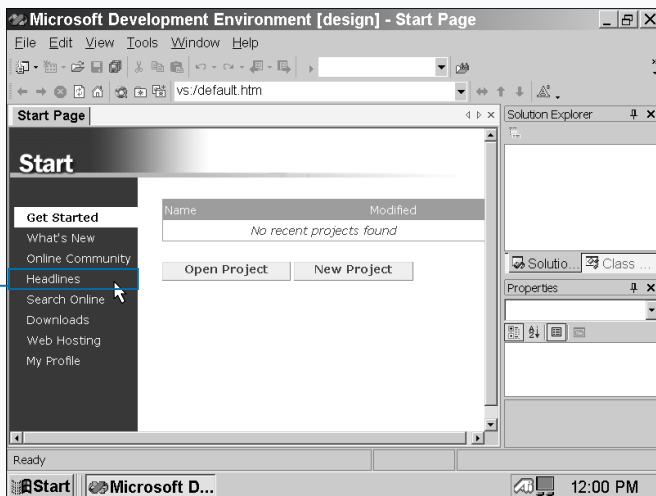 Microsoft Development Environment [design] - Start Page
File Edit View Tools Window Help
vs:/default.htm
Start Page
Solution Explorer
Start
Get Started
What's New
Online Community
Headlines
Search Online
Downloads
Web Hosting
My Profile
Name Modified
No recent projects found
Open Project New Project
Solutio... Class ...
Properties
Ready
Start Microsoft D... 12:00 PM